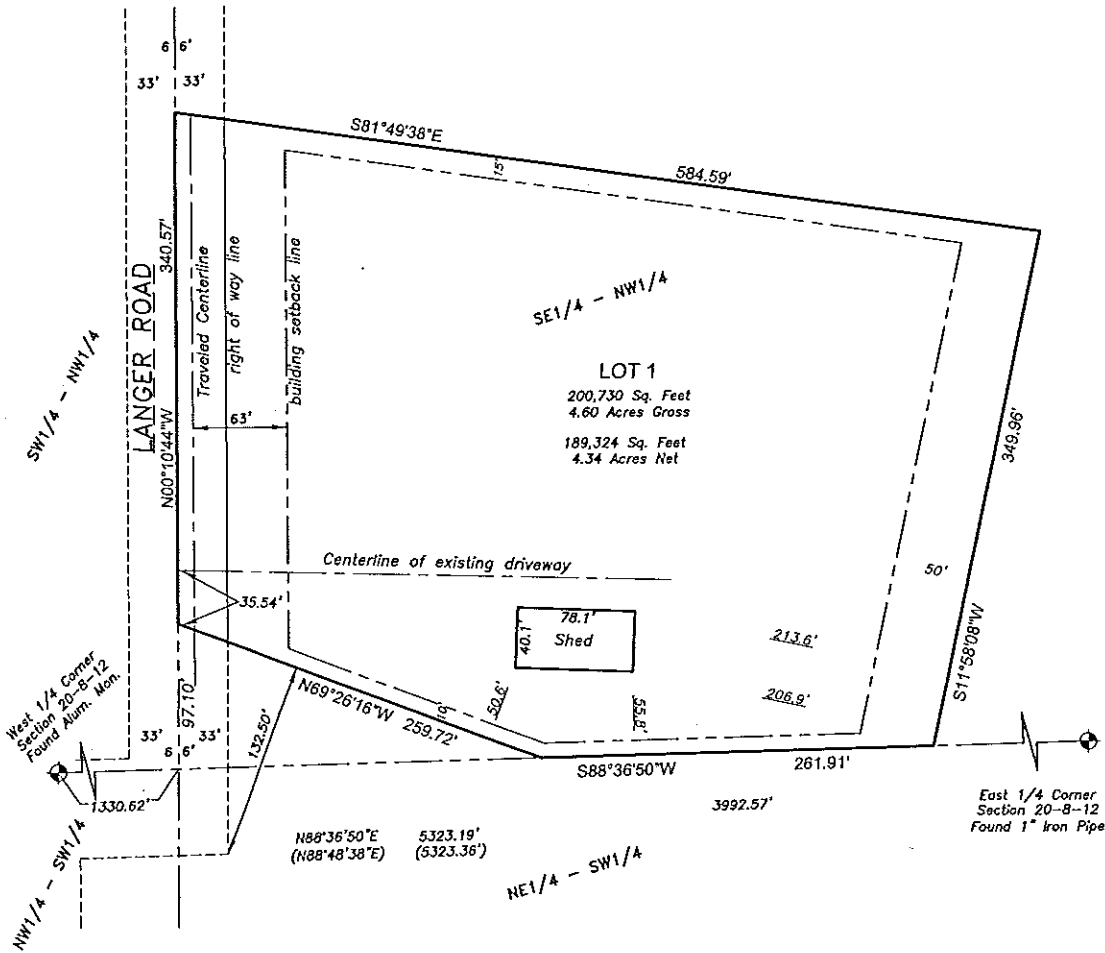 6 6'
33' 33'
S81°49'38"E
584.59'
15'
LANGER ROAD
340.57'
N00°10'44"W
Traveled Centerline
right of way line
building setback line
63'
SW1/4 - NW1/4
SE1/4 - NW1/4
LOT 1
200,730 Sq. Feet
4.60 Acres Gross
189,324 Sq. Feet
4.34 Acres Net
349.96'
S11°58'08"W
50'
Centerline of existing driveway
35.54'
78.1'
40.1'
Shed
213.6'
206.9'
50.6'
55.8'
West 1/4 Corner
Section 20-8-12
Found Alum. Mon.
97.10'
33' 33'
6 6'
132.50'
N69°26'16"W 259.72'
S88°36'50"W 261.91'
1330.62'
3992.57'
N88°36'50"E 5323.19'
(N88°48'38"E) (5323.36')
East 1/4 Corner
Section 20-8-12
Found 1" Iron Pipe
NW1/4 - SW1/4
NE1/4 - SW1/4